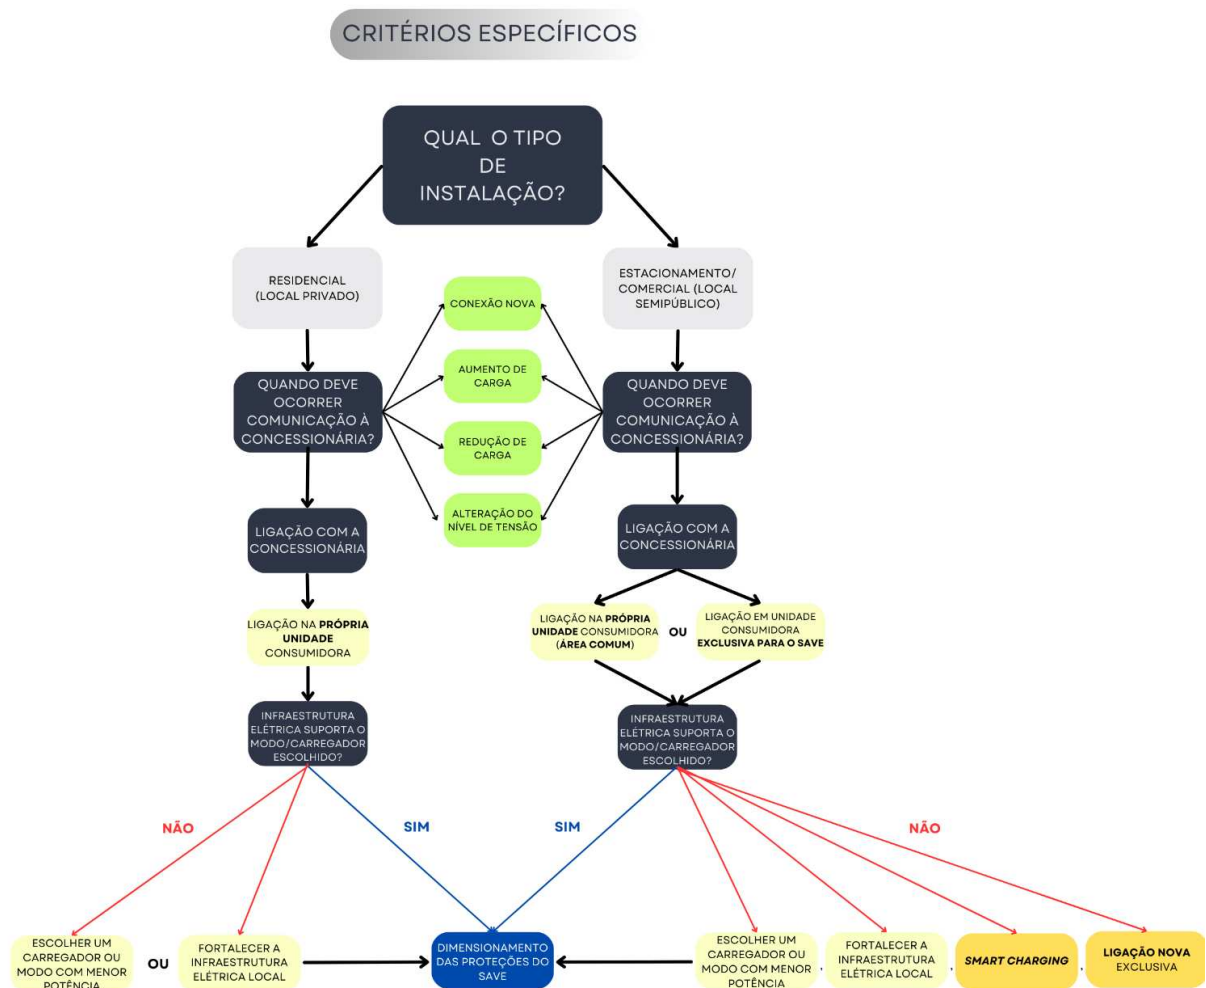 CRITÉRIOS ESPECÍFICOS
QUAL O TIPO
DE
INSTALAÇÃO?
RESIDENCIAL
(LOCAL PRIVADO)
ESTACIONAMENTO/
COMERCIAL (LOCAL
SEMIPÚBLICO)
CONEXÃO NOVA
AUMENTO DE
CARGA
REDUÇÃO DE
CARGA
ALTERAÇÃO DO
NÍVEL DE TENSÃO
QUANDO DEVE
OCORRER
COMUNICAÇÃO À
CONCESSIONÁRIA?
QUANDO DEVE
OCORRER
COMUNICAÇÃO À
CONCESSIONÁRIA?
LIGAÇÃO COM A
CONCESSIONÁRIA
LIGAÇÃO COM A
CONCESSIONÁRIA
LIGAÇÃO NA PRÓPRIA
UNIDADE
CONSUMIDORA
LIGAÇÃO NA PRÓPRIA
UNIDADE CONSUMIDORA
(ÁREA COMUM)
OU
LIGAÇÃO EM UNIDADE
CONSUMIDORA
EXCLUSIVA PARA O SAVE
INFRAESTRUTURA
ELÉTRICA SUPORTA O
MODO/CARREGADOR
ESCOLHIDO?
INFRAESTRUTURA
ELÉTRICA SUPORTA O
MODO/CARREGADOR
ESCOLHIDO?
NÃO
SIM
SIM
NÃO
ESCOLHER UM
CARREGADOR OU
MODO COM MENOR
POTÊNCIA
OU
FORTALECER A
INFRAESTRUTURA
ELÉTRICA LOCAL
DIMENSIONAMENTO
DAS PROTEÇÕES DO
SAVE
ESCOLHER UM
CARREGADOR OU
MODO COM MENOR
POTÊNCIA
,
FORTALECER A
INFRAESTRUTURA
ELÉTRICA LOCAL
,
SMART CHARGING
,
LIGAÇÃO NOVA
EXCLUSIVA